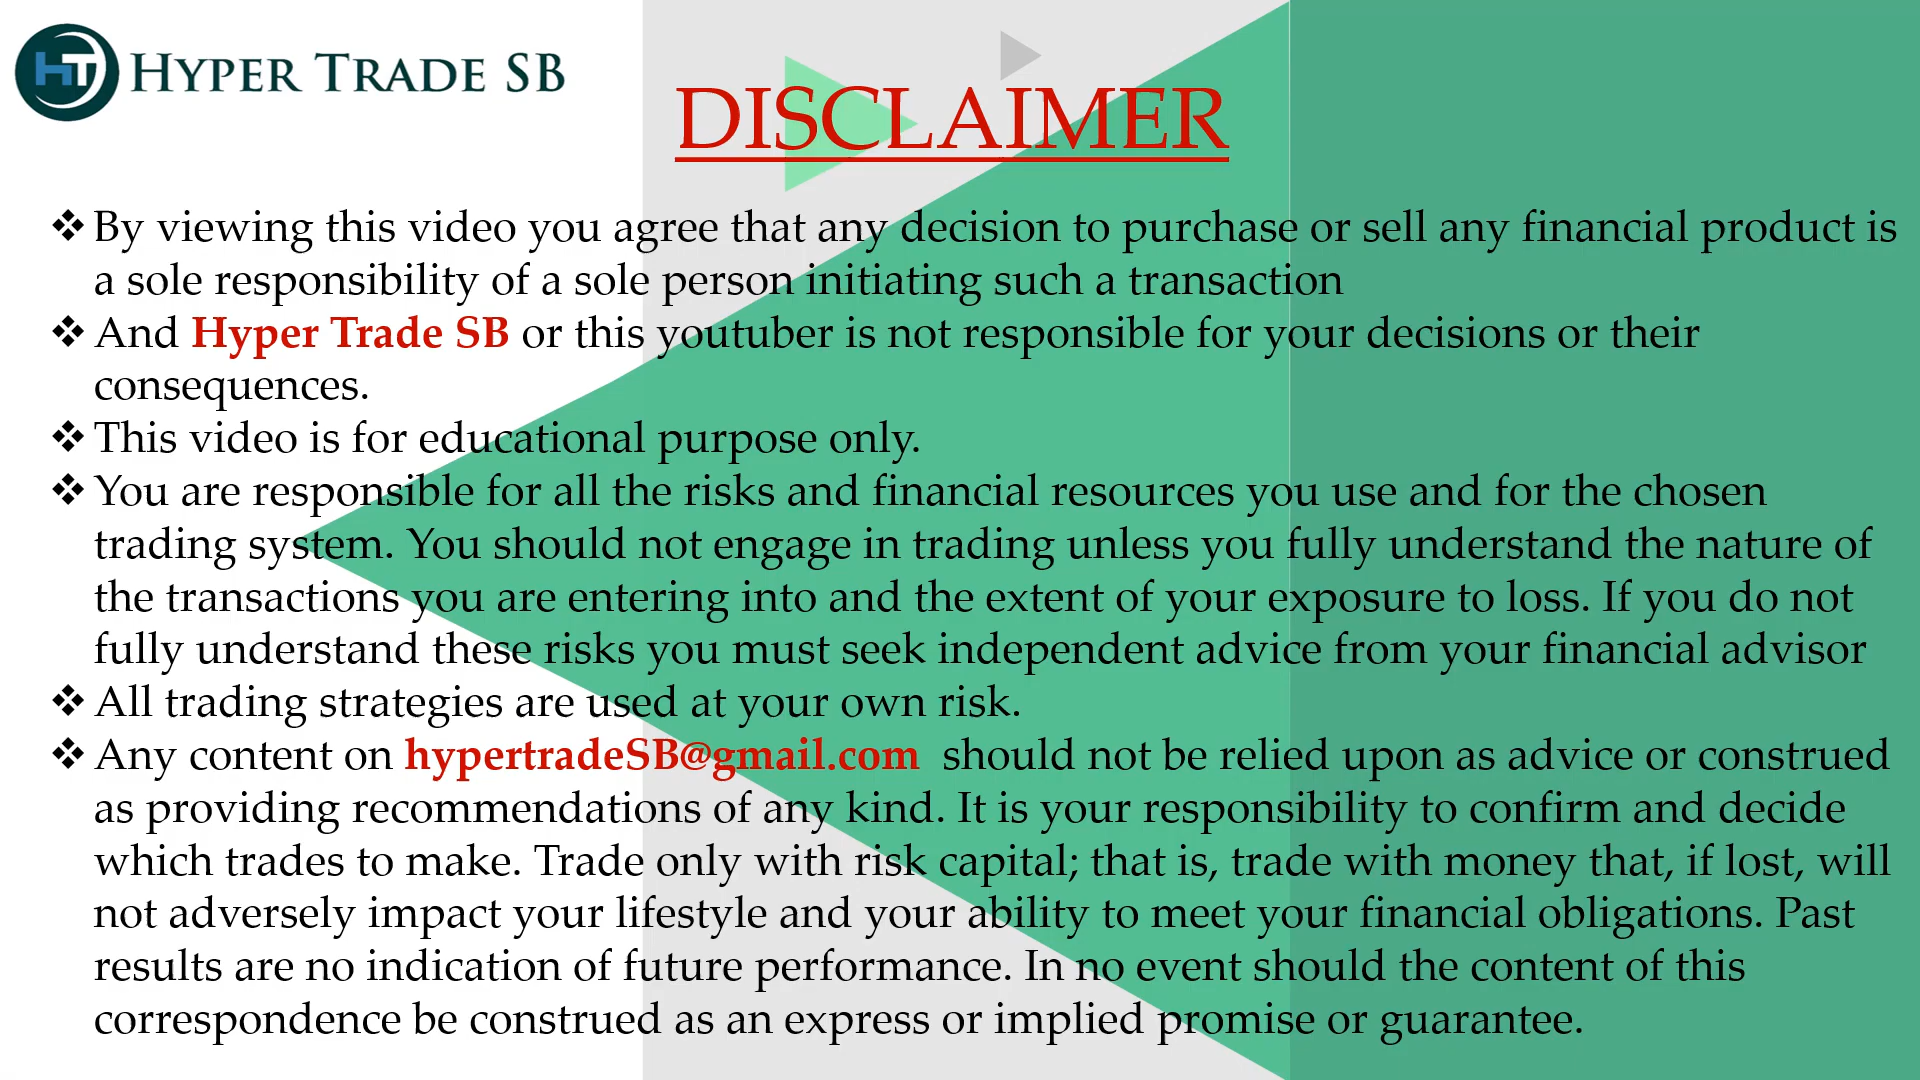 HT HYPER TRADE SB
DISCLAIMER
❖ By viewing this video you agree that any decision to purchase or sell any financial product is
a sole responsibility of a sole person initiating such a transaction
❖ And Hyper Trade SB or this youtuber is not responsible for your decisions or their
consequences.
❖ This video is for educational purpose only.
❖ You are responsible for all the risks and financial resources you use and for the chosen
trading system. You should not engage in trading unless you fully understand the nature of
the transactions you are entering into and the extent of your exposure to loss. If you do not
fully understand these risks you must seek independent advice from your financial advisor
❖ All trading strategies are used at your own risk.
❖ Any content on hypertradeSB@gmail.com should not be relied upon as advice or construed
as providing recommendations of any kind. It is your responsibility to confirm and decide
which trades to make. Trade only with risk capital; that is, trade with money that, if lost, will
not adversely impact your lifestyle and your ability to meet your financial obligations. Past
results are no indication of future performance. In no event should the content of this
correspondence be construed as an express or implied promise or guarantee.